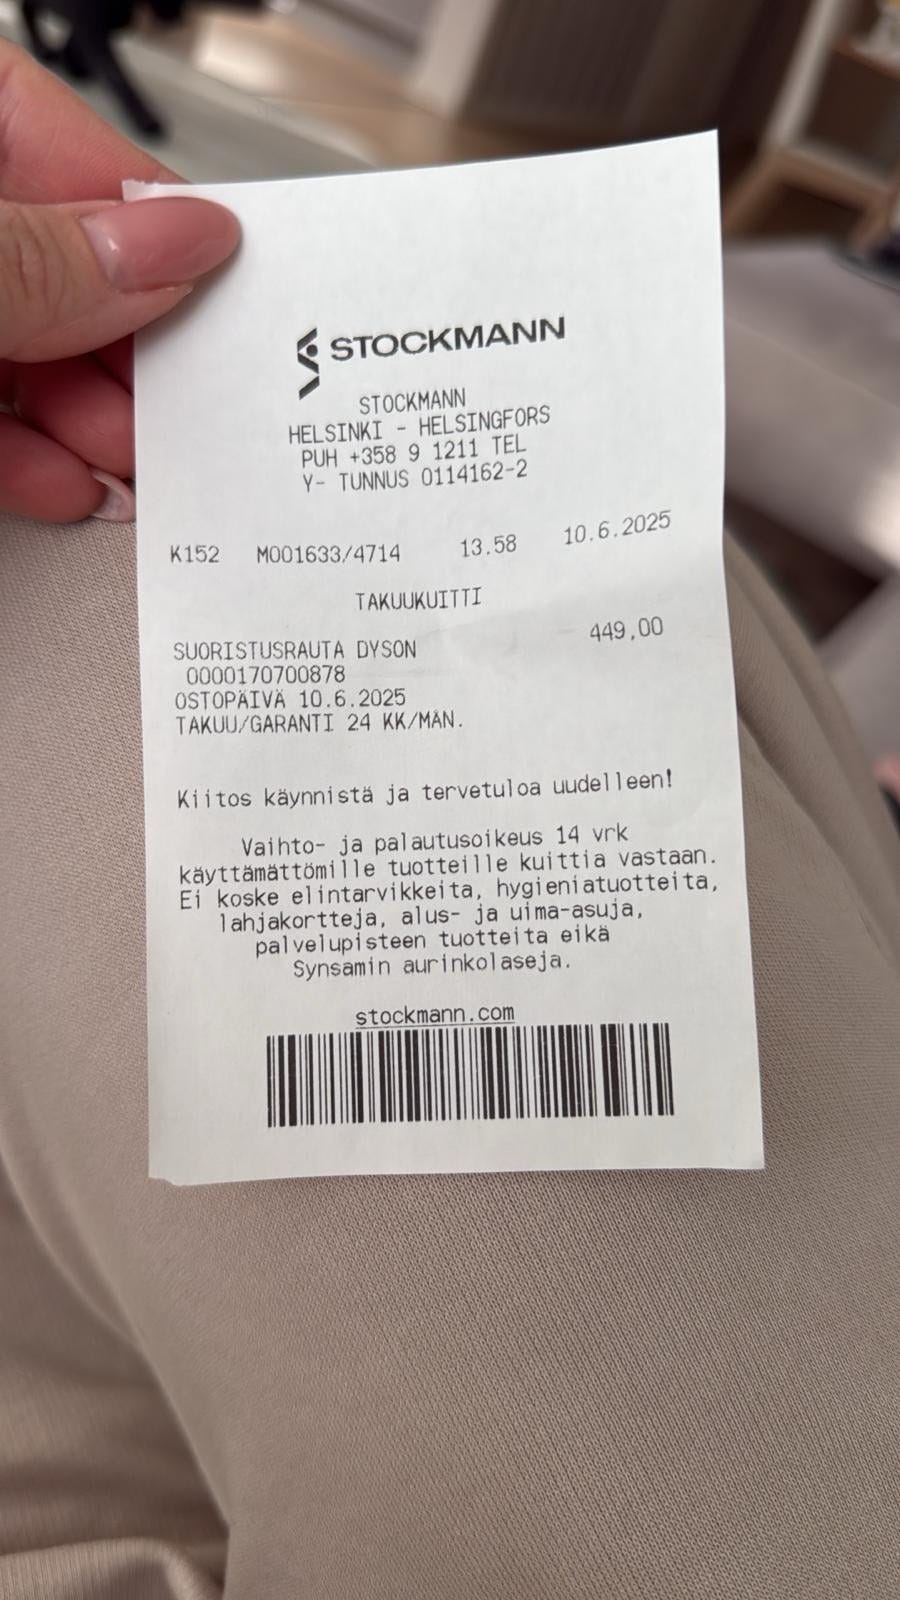 STOCKMANN
STOCKMANN
HELSINKI - HELSINGFORS
PUH +358 9 1211 TEL
Y- TUNNUS 0114162-2
K152 M001633/4714 13.58 10.6.2025
TAKUUKUITTI
SUORISTUSRAUTA DYSON 449,00
0000170700878
OSTOPÄIVÄ 10.6.2025
TAKUU/GARANTI 24 KK/MÅN.
Kiitos käynnistä ja tervetuloa uudelleen!
Vaihto- ja palautusoikeus 14 vrk
käyttämättömille tuotteille kuittia vastaan.
Ei koske elintarvikkeita, hygieniatuotteita,
lahjakortteja, alus- ja uima-asuja,
palvelupisteen tuotteita eikä
Synsamin aurinkolaseja.
stockmann.com